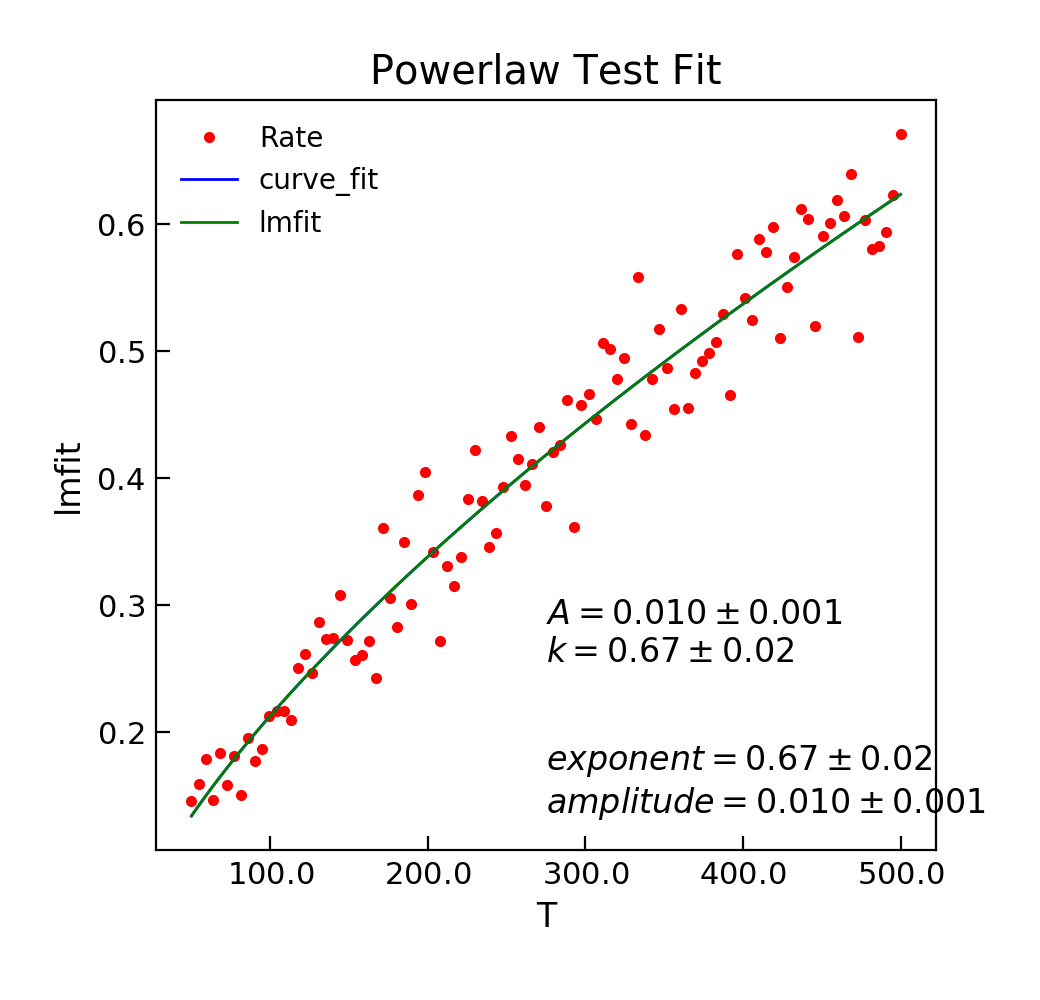 Powerlaw Test Fit
Rate
curve_fit
lmfit
0.6
0.5
0.4
0.3
0.2
lmfit
A = 0.010 ± 0.001
k = 0.67 ± 0.02
exponent = 0.67 ± 0.02
amplitude = 0.010 ± 0.001
100.0 200.0 300.0 400.0 500.0
T